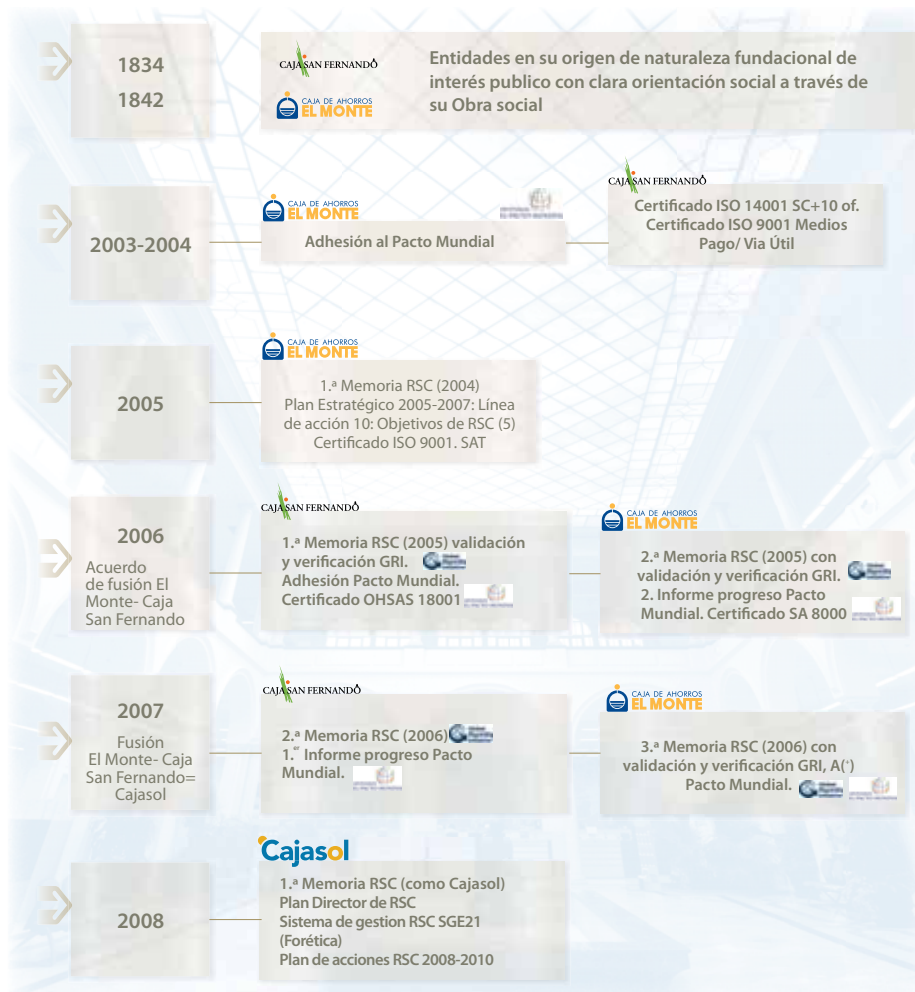 1834
1842
CAJA SAN FERNANDO
CAJA DE AHORROS
EL MONTE
Entidades en su origen de naturaleza fundacional de
interés publico con clara orientación social a través de
su Obra social
2003-2004
CAJA DE AHORROS
EL MONTE
Adhesión al Pacto Mundial
CAJA SAN FERNANDO
Certificado ISO 14001 SC+10 of.
Certificado ISO 9001 Medios
Pago/ Via Útil
2005
CAJA DE AHORROS
EL MONTE
1.ª Memoria RSC (2004)
Plan Estratégico 2005-2007: Línea
de acción 10: Objetivos de RSC (5)
Certificado ISO 9001. SAT
2006
Acuerdo
de fusión El
Monte- Caja
San Fernando
CAJA SAN FERNANDO
1.ª Memoria RSC (2005) validación
y verificación GRI.
Adhesión Pacto Mundial.
Certificado OHSAS 18001
CAJA DE AHORROS
EL MONTE
2.ª Memoria RSC (2005) con
validación y verificación GRI.
2. Informe progreso Pacto
Mundial. Certificado SA 8000
2007
Fusión
El Monte- Caja
San Fernando=
Cajasol
CAJA SAN FERNANDO
2.ª Memoria RSC (2006)
1.er Informe progreso Pacto
Mundial.
CAJA DE AHORROS
EL MONTE
3.ª Memoria RSC (2006) con
validación y verificación GRI, A(+)
Pacto Mundial.
2008
Cajasol
1.ª Memoria RSC (como Cajasol)
Plan Director de RSC
Sistema de gestion RSC SGE21
(Forética)
Plan de acciones RSC 2008-2010